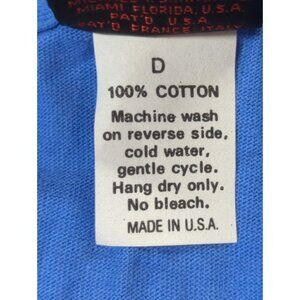 MIAMI FLORIDA, U.S.A.
PAT'D U.S.A.
PAT'D FRANCE ITALY
D
100% COTTON
Machine wash
on reverse side,
cold water,
gentle cycle.
Hang dry only.
No bleach.
MADE IN U.S.A.